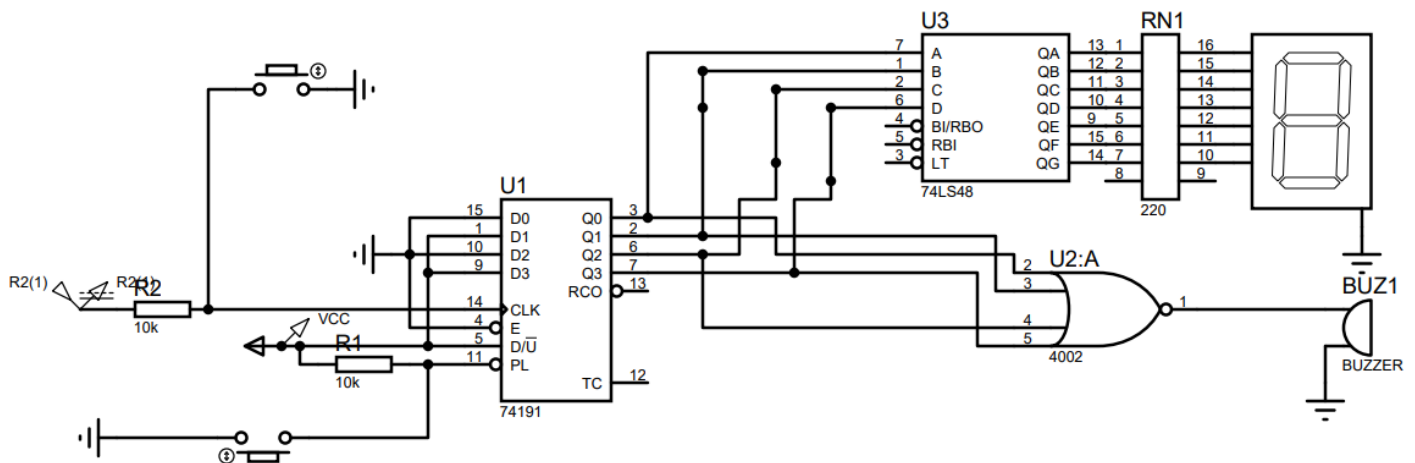 U3
7 A QA 13
1 B QB 12
2 C QC 11
6 D QD 10
4 BI/RBO QE 9
5 RBI QF 15
3 LT QG 14
74LS48
RN1
1 16
2 15
3 14
4 13
5 12
6 11
7 10
8 9
220
U1
15 D0 Q0 3
1 D1 Q1 2
10 D2 Q2 6
9 D3 Q3 7
RCO 13
14 CLK
4 E
5 D/U
11 PL
TC 12
74191
R2(1)
R2(1)
R2
10k
VCC
R1
10k
U2:A
2
3
4
5
1
4002
BUZ1
BUZZER